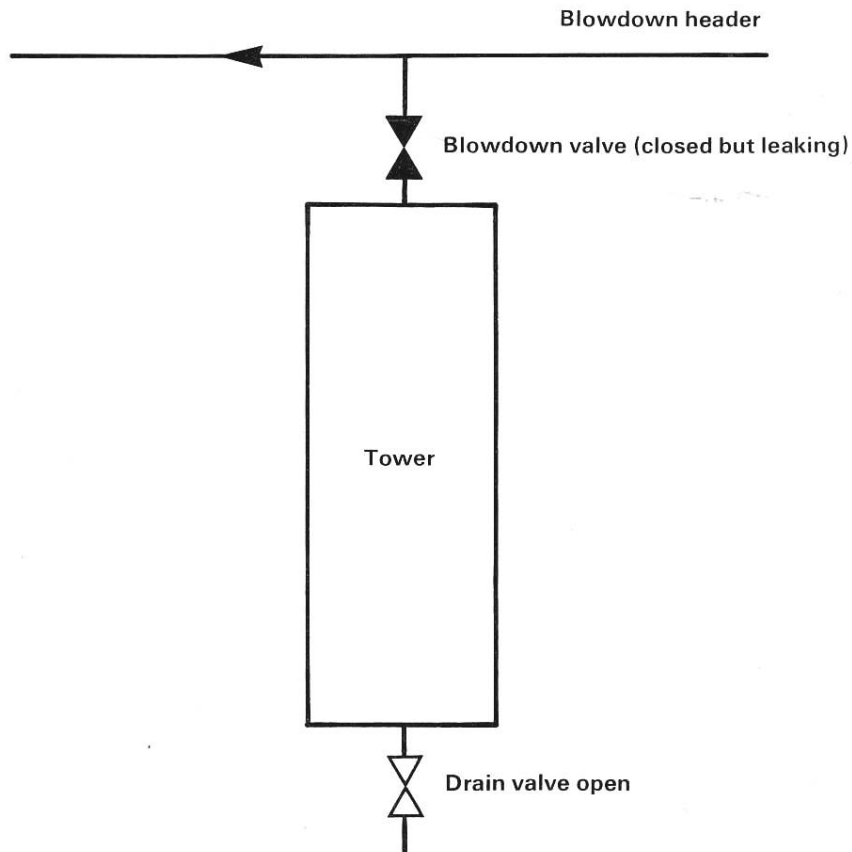 Blowdown header
Blowdown valve (closed but leaking)
Tower
Drain valve open